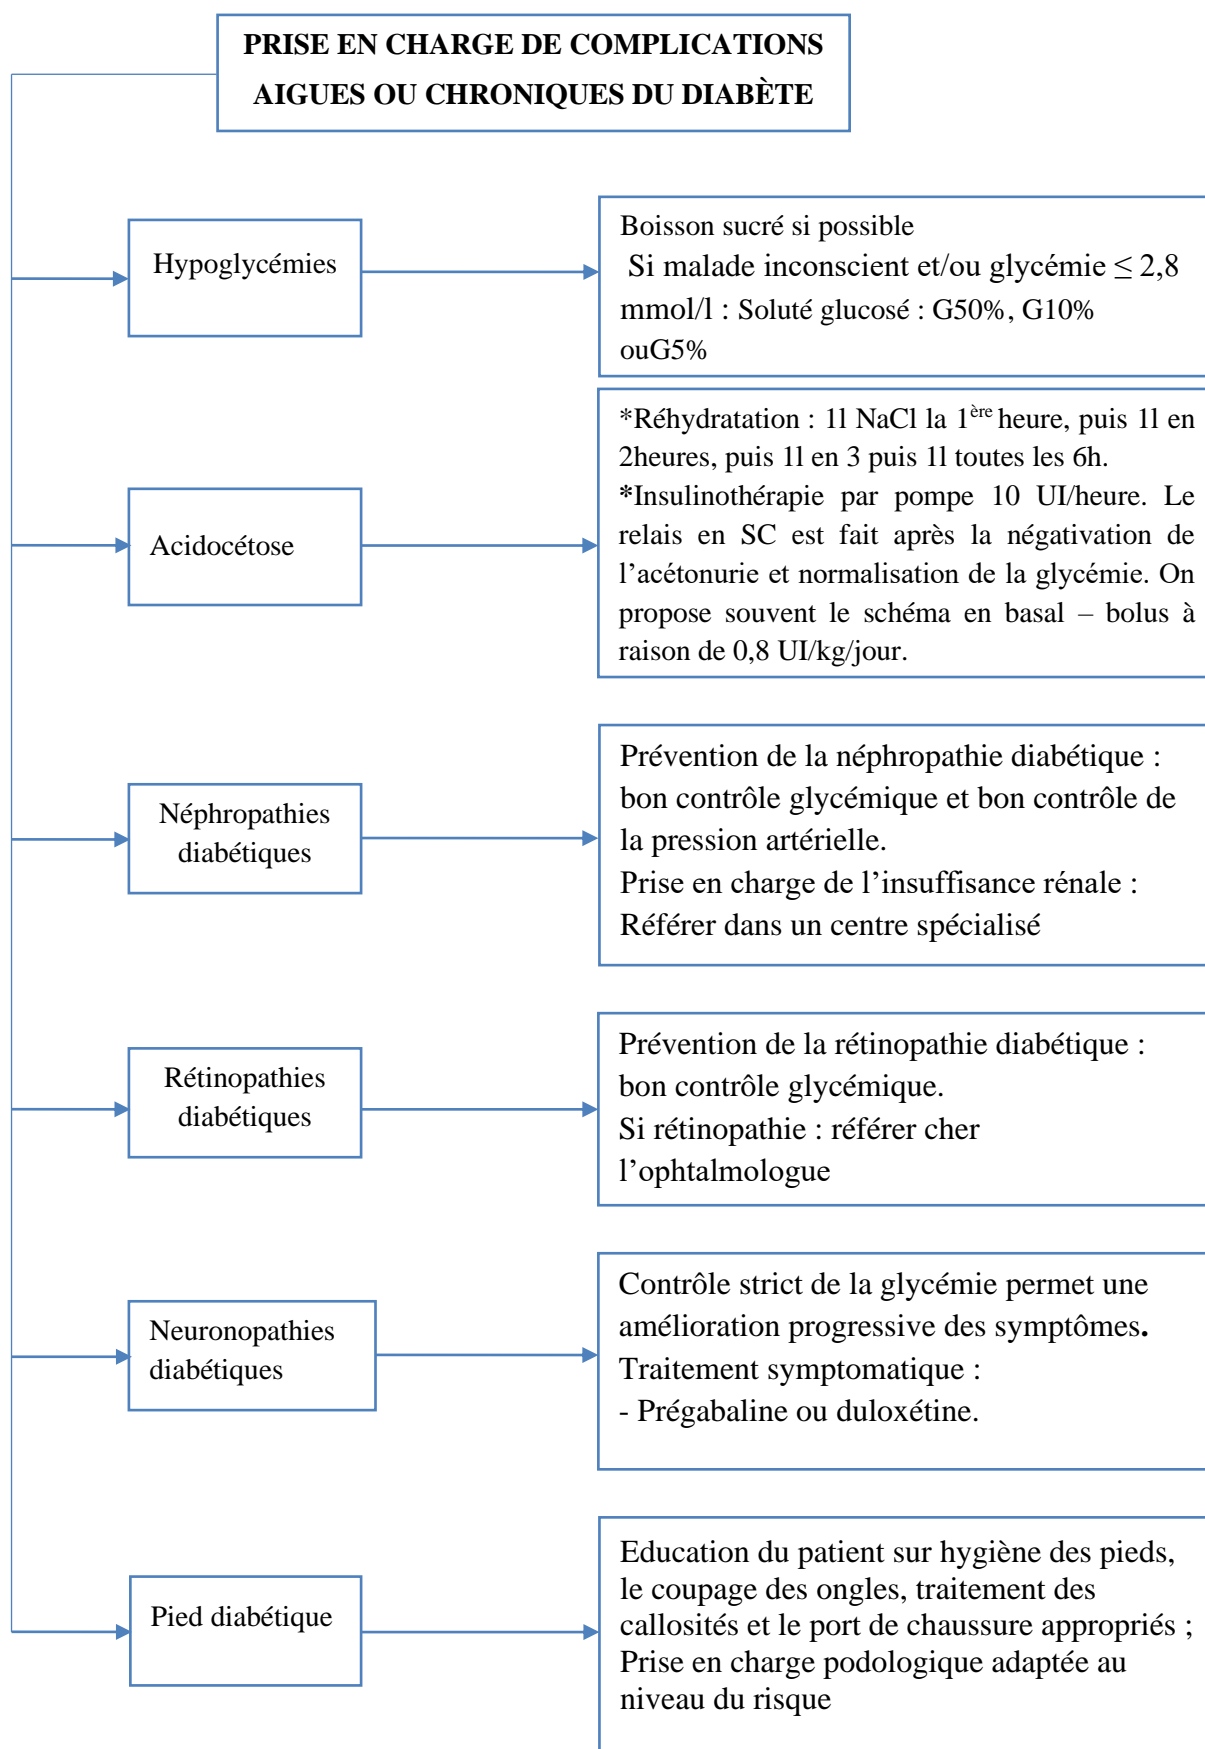 PRISE EN CHARGE DE COMPLICATIONS
AIGUES OU CHRONIQUES DU DIABÈTE
Hypoglycémies
Boisson sucré si possible
Si malade inconscient et/ou glycémie ≤ 2,8
mmol/l : Soluté glucosé : G50%, G10%
ouG5%
Acidocétose
*Réhydratation : 1l NaCl la 1ère heure, puis 1l en
2heures, puis 1l en 3 puis 1l toutes les 6h.
*Insulinothérapie par pompe 10 UI/heure. Le
relais en SC est fait après la négativation de
l’acétonurie et normalisation de la glycémie. On
propose souvent le schéma en basal – bolus à
raison de 0,8 UI/kg/jour.
Néphropathies
diabétiques
Prévention de la néphropathie diabétique :
bon contrôle glycémique et bon contrôle de
la pression artérielle.
Prise en charge de l’insuffisance rénale :
Référer dans un centre spécialisé
Rétinopathies
diabétiques
Prévention de la rétinopathie diabétique :
bon contrôle glycémique.
Si rétinopathie : référer cher
l’ophtalmologue
Neuronopathies
diabétiques
Contrôle strict de la glycémie permet une
amélioration progressive des symptômes.
Traitement symptomatique :
- Prégabaline ou duloxétine.
Pied diabétique
Education du patient sur hygiène des pieds,
le coupage des ongles, traitement des
callosités et le port de chaussure appropriés ;
Prise en charge podologique adaptée au
niveau du risque